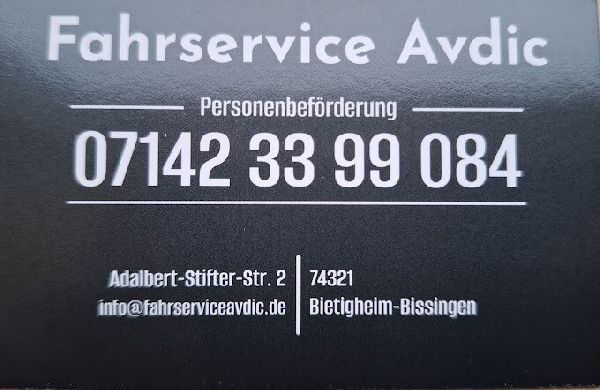 Fahrservice Avdic
Personenbeförderung
07142 33 99 084
Adalbert-Stifter-Str. 2
info@fahrserviceavdic.de
74321
Bietigheim-Bissingen